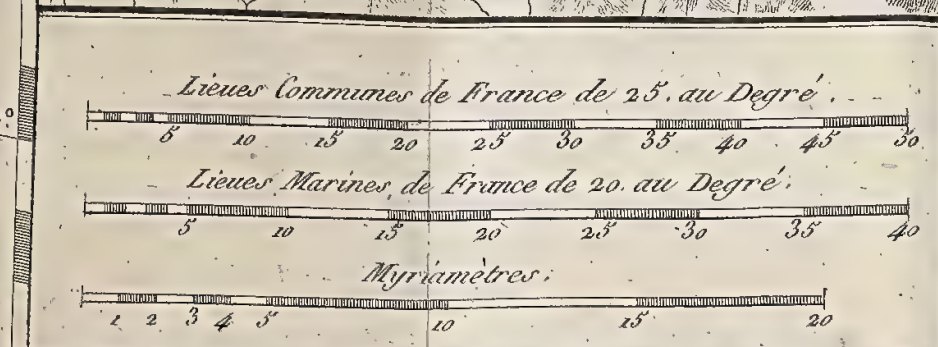 Lieues Communes de France de 25. au Degré.
5 10 15 20 25 30 35 40 45 50
Lieues Marines de France de 20. au Degré.
5 10 15 20 25 30 35 40
Myriamètres.
1 2 3 4 5 10 15 20